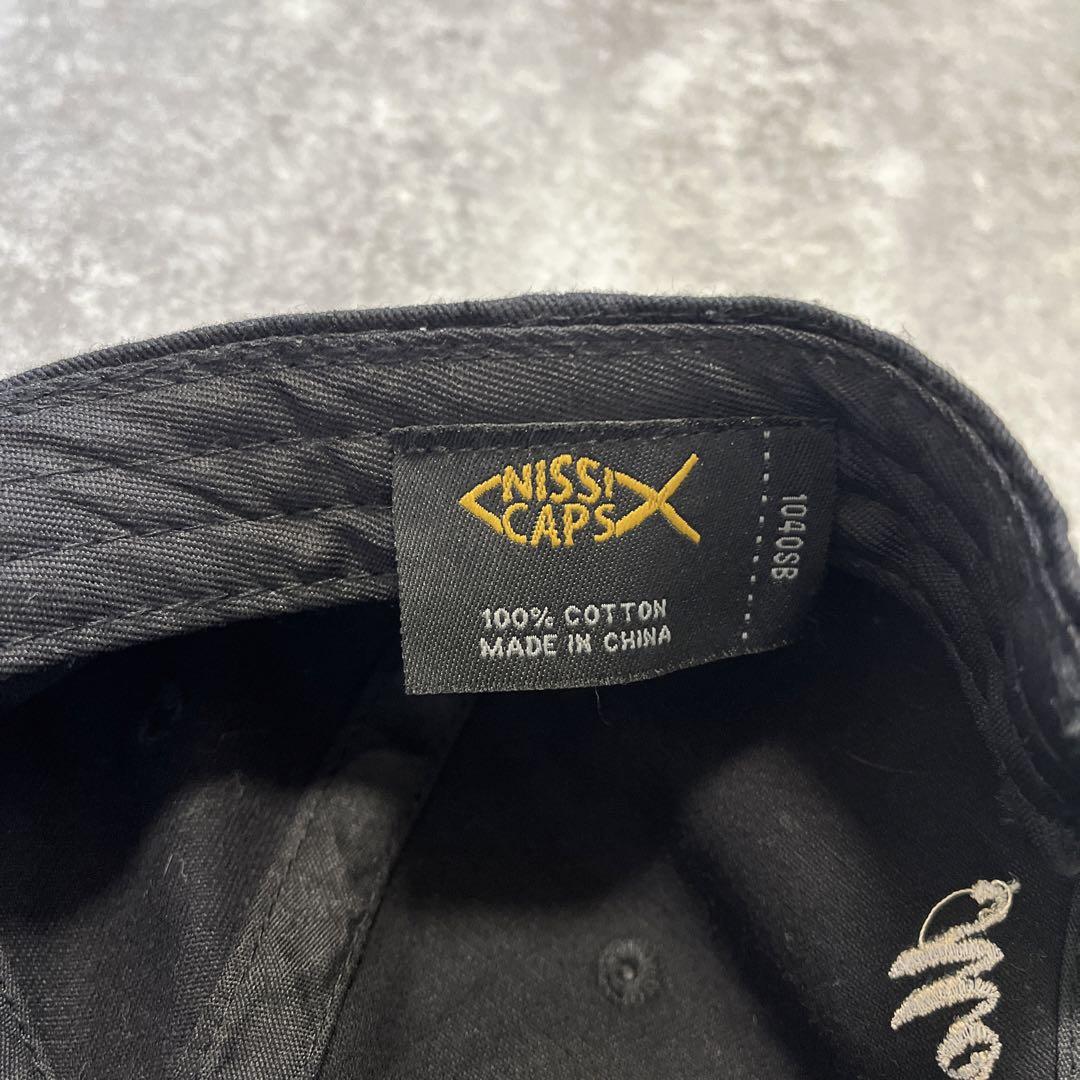 NISSI
CAPS
100% COTTON
MADE IN CHINA
1040SB